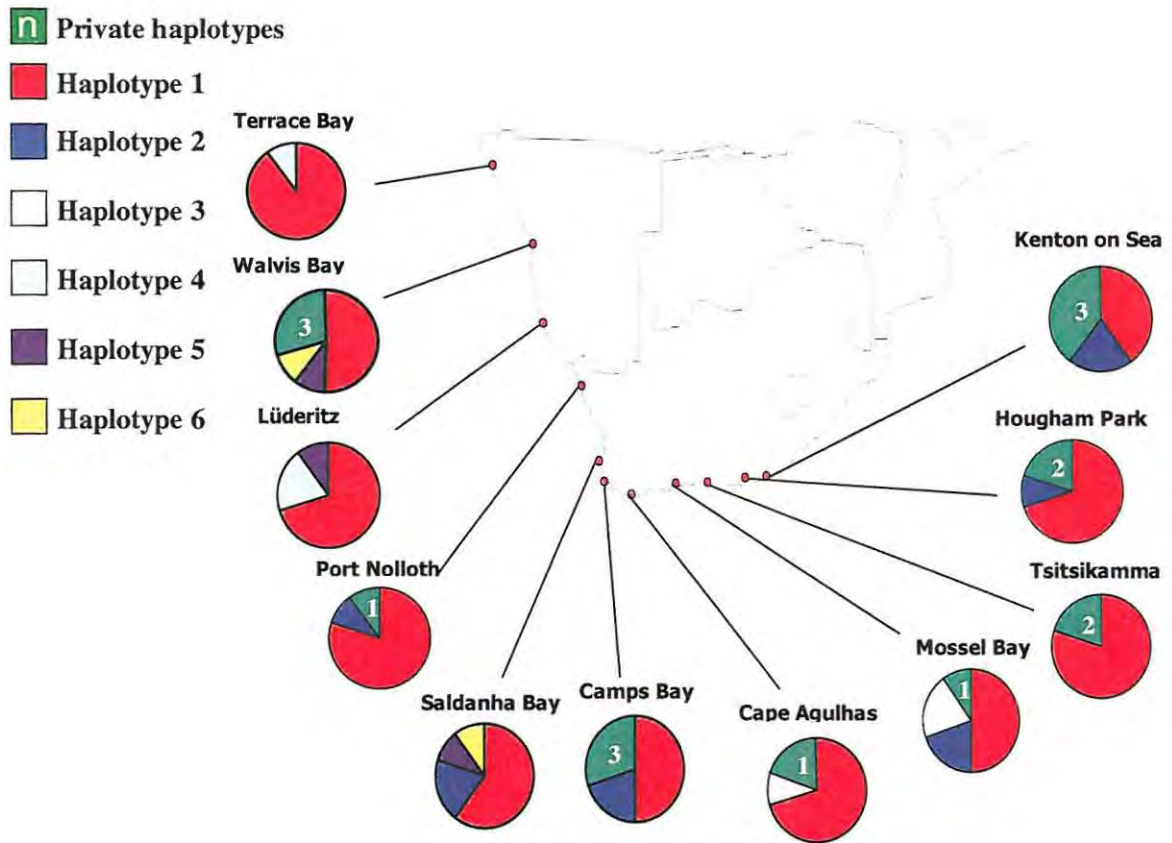 n Private haplotypes
Haplotype 1
Haplotype 2
Haplotype 3
Haplotype 4
Haplotype 5
Haplotype 6
Terrace Bay
Walvis Bay
3
Lüderitz
Port Nolloth
1
Saldanha Bay
Camps Bay
3
Cape Agulhas
1
Mossel Bay
1
Tsitsikamma
2
Hougham Park
2
Kenton on Sea
3